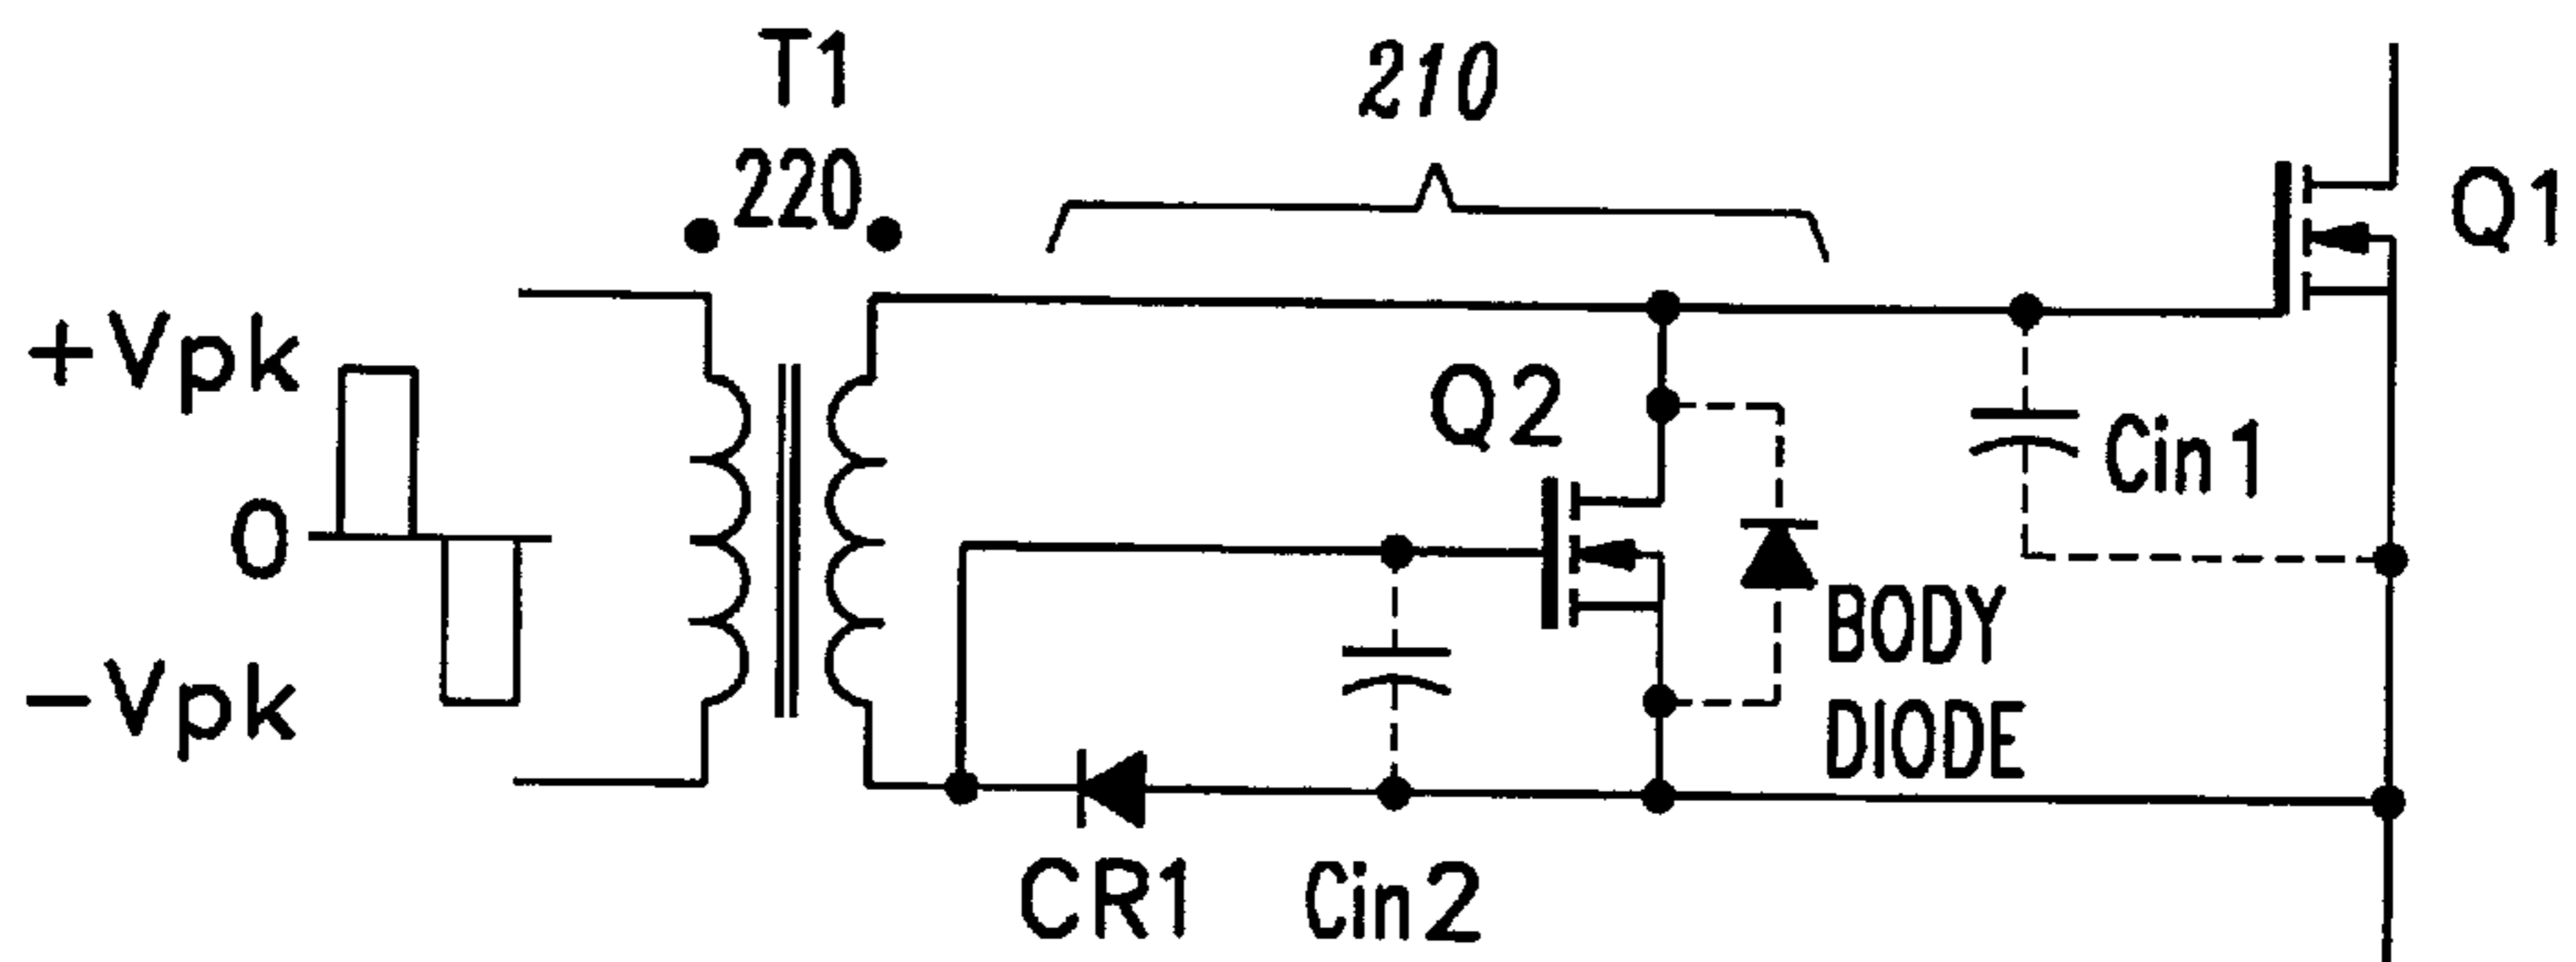 T1
220
210
Q1
+Vpk
0
-Vpk
Q2
Cin1
BODY
DIODE
CR1
Cin2